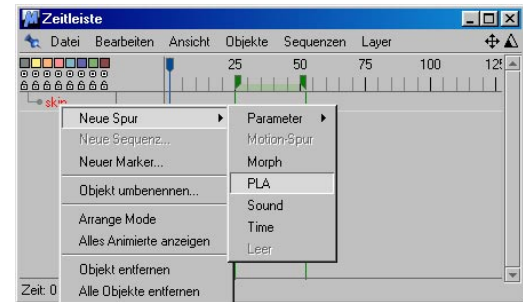 Zeitleiste
Datei Bearbeiten Ansicht Objekte Sequenzen Layer
25 50 75 100 125
skin
Neue Spur
Neue Sequenz...
Neuer Marker...
Objekt umbenennen...
Arrange Mode
Alles Animierte anzeigen
Objekt entfernen
Alle Objekte entfernen
Parameter
Motion-Spur
Morph
PLA
Sound
Time
Leer
Zeit: 0